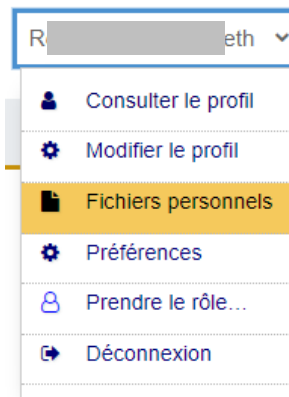 Consulter le profil
Modifier le profil
Fichiers personnels
Préférences
Prendre le rôle...
Déconnexion